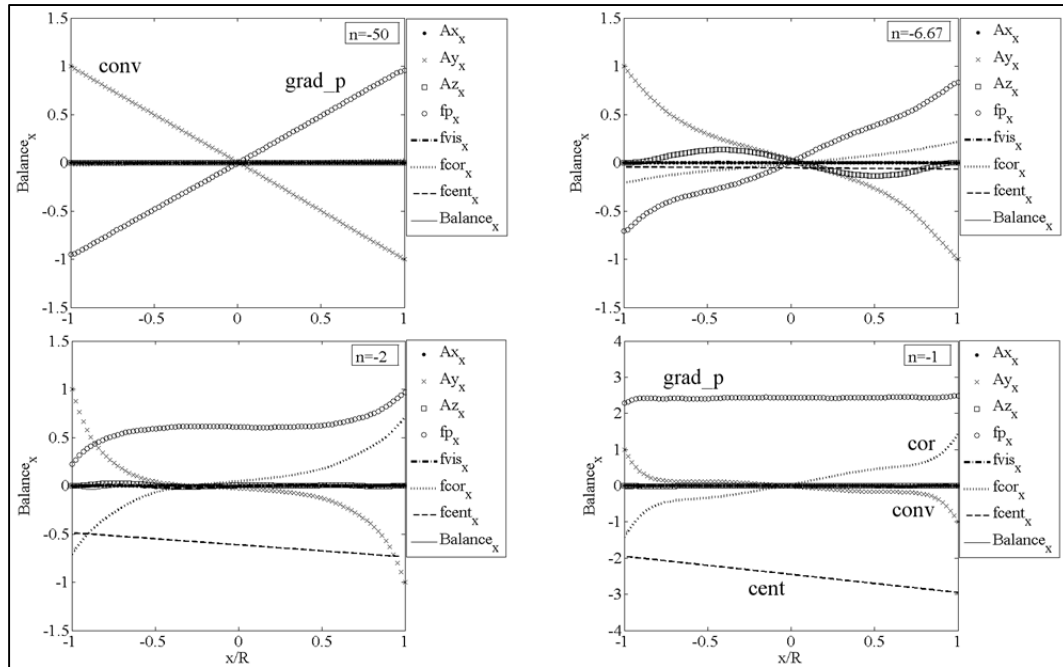 1.5
1
0.5
0
-0.5
-1
-1.5
-1
-0.5
0
0.5
1
x/R
Balance_x
n=-50
conv
grad_p
Ax_x
Ay_x
Az_x
fp_x
fvis_x
fcor_x
fcent_x
Balance_x
1.5
1
0.5
0
-0.5
-1
-1.5
-1
-0.5
0
0.5
1
x/R
Balance_x
n=-6.67
Ax_x
Ay_x
Az_x
fp_x
fvis_x
fcor_x
fcent_x
Balance_x
1.5
1
0.5
0
-0.5
-1
-1.5
-1
-0.5
0
0.5
1
x/R
Balance_x
n=-2
Ax_x
Ay_x
Az_x
fp_x
fvis_x
fcor_x
fcent_x
Balance_x
4
3
2
1
0
-1
-2
-3
-4
-1
-0.5
0
0.5
1
x/R
Balance_x
n=-1
grad_p
cor
conv
cent
Ax_x
Ay_x
Az_x
fp_x
fvis_x
fcor_x
fcent_x
Balance_x